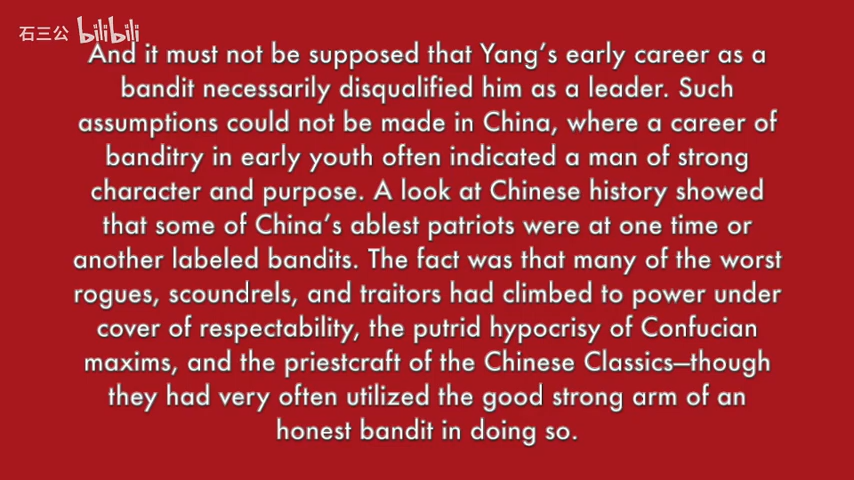 石三公 bilibili
And it must not be supposed that Yang's early career as a
bandit necessarily disqualified him as a leader. Such
assumptions could not be made in China, where a career of
banditry in early youth often indicated a man of strong
character and purpose. A look at Chinese history showed
that some of China's ablest patriots were at one time or
another labeled bandits. The fact was that many of the worst
rogues, scoundrels, and traitors had climbed to power under
cover of respectability, the putrid hypocrisy of Confucian
maxims, and the priestcraft of the Chinese Classics—though
they had very often utilized the good strong arm of an
honest bandit in doing so.